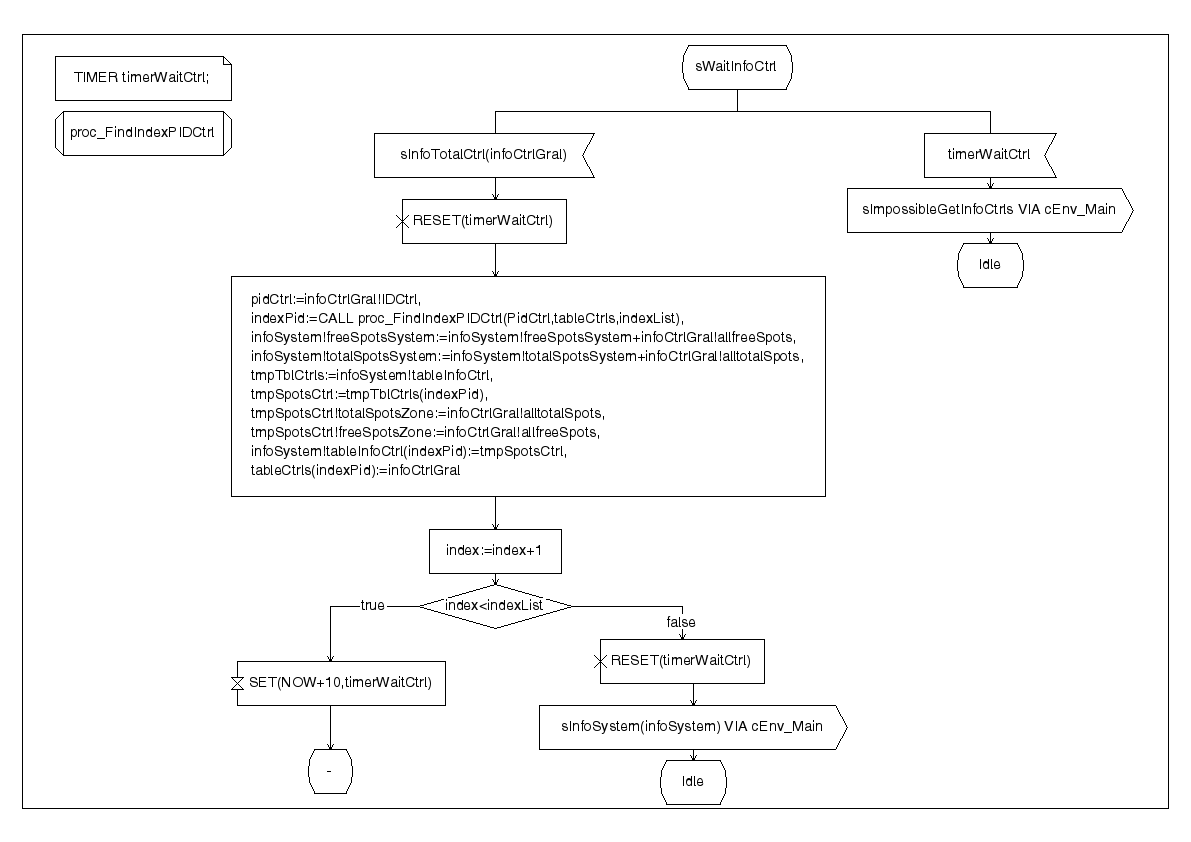 TIMER timerWaitCtrl;
proc_FindIndexPIDCtrl
sWaitInfoCtrl
sInfoTotalCtrl(infoCtrlGral)
timerWaitCtrl
RESET(timerWaitCtrl)
sImpossibleGetInfoCtrls VIA cEnv_Main
Idle
pidCtrl:=infoCtrlGral!IDCtrl,
indexPid:=CALL proc_FindIndexPIDCtrl(PidCtrl,tableCtrls,indexList),
infoSystem!freeSpotsSystem:=infoSystem!freeSpotsSystem+infoCtrlGral!allfreeSpots,
infoSystem!totalSpotsSystem:=infoSystem!totalSpotsSystem+infoCtrlGral!alltotalSpots,
tmpTblCtrls:=infoSystem!tableInfoCtrl,
tmpSpotsCtrl:=tmpTblCtrls(indexPid),
tmpSpotsCtrl!totalSpotsZone:=infoCtrlGral!alltotalSpots,
tmpSpotsCtrl!freeSpotsZone:=infoCtrlGral!allfreeSpots,
infoSystem!tableInfoCtrl(indexPid):=tmpSpotsCtrl,
tableCtrls(indexPid):=infoCtrlGral
index:=index+1
index<indexList
true
false
RESET(timerWaitCtrl)
SET(NOW+10,timerWaitCtrl)
sInfoSystem(infoSystem) VIA cEnv_Main
-
Idle